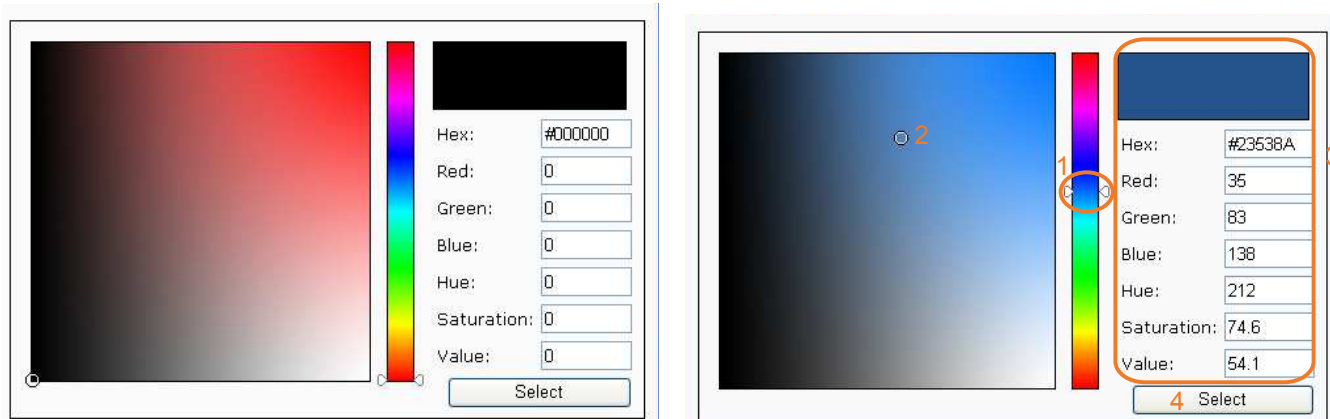 Hex: #000000
Red: 0
Green: 0
Blue: 0
Hue: 0
Saturation: 0
Value: 0
Select
2
1
Hex: #23538A
Red: 35
Green: 83
Blue: 138
Hue: 212
Saturation: 74.6
Value: 54.1
4 Select